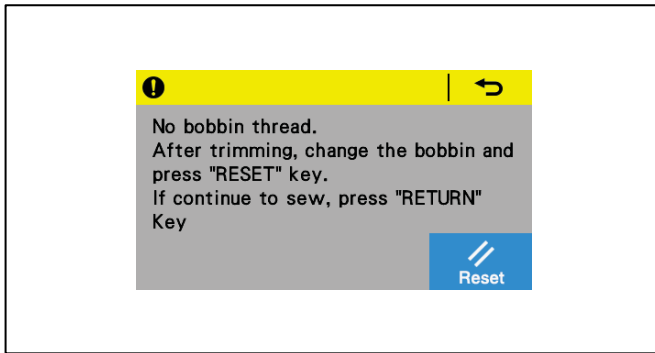 No bobbin thread.
After trimming, change the bobbin and
press "RESET" key.
If continue to sew, press "RETURN"
Key
Reset